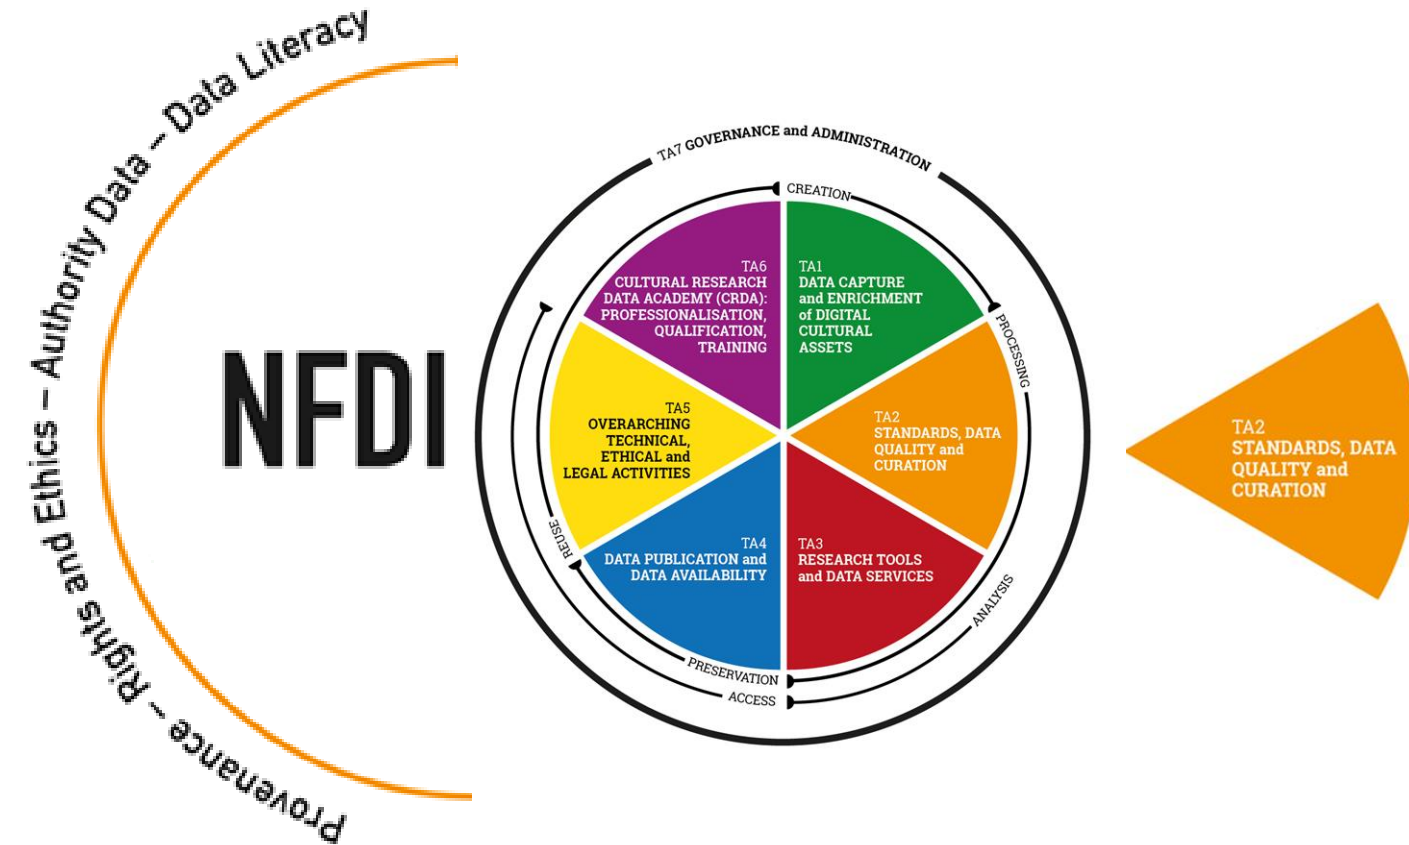 Provenance – Rights and Ethics – Authority Data – Data Literacy
NFDI
TA7 GOVERNANCE and ADMINISTRATION
CREATION
PROCESSING
ANALYSIS
ACCESS
PRESERVATION
REUSE
TA6
CULTURAL RESEARCH
DATA ACADEMY (CRDA):
PROFESSIONALISATION,
QUALIFICATION,
TRAINING
TA1
DATA CAPTURE
and ENRICHMENT
of DIGITAL
CULTURAL
ASSETS
TA5
OVERARCHING
TECHNICAL,
ETHICAL and
LEGAL ACTIVITIES
TA2
STANDARDS, DATA
QUALITY and
CURATION
TA4
DATA PUBLICATION and
DATA AVAILABILITY
TA3
RESEARCH TOOLS
and DATA SERVICES
TA2
STANDARDS, DATA
QUALITY and
CURATION